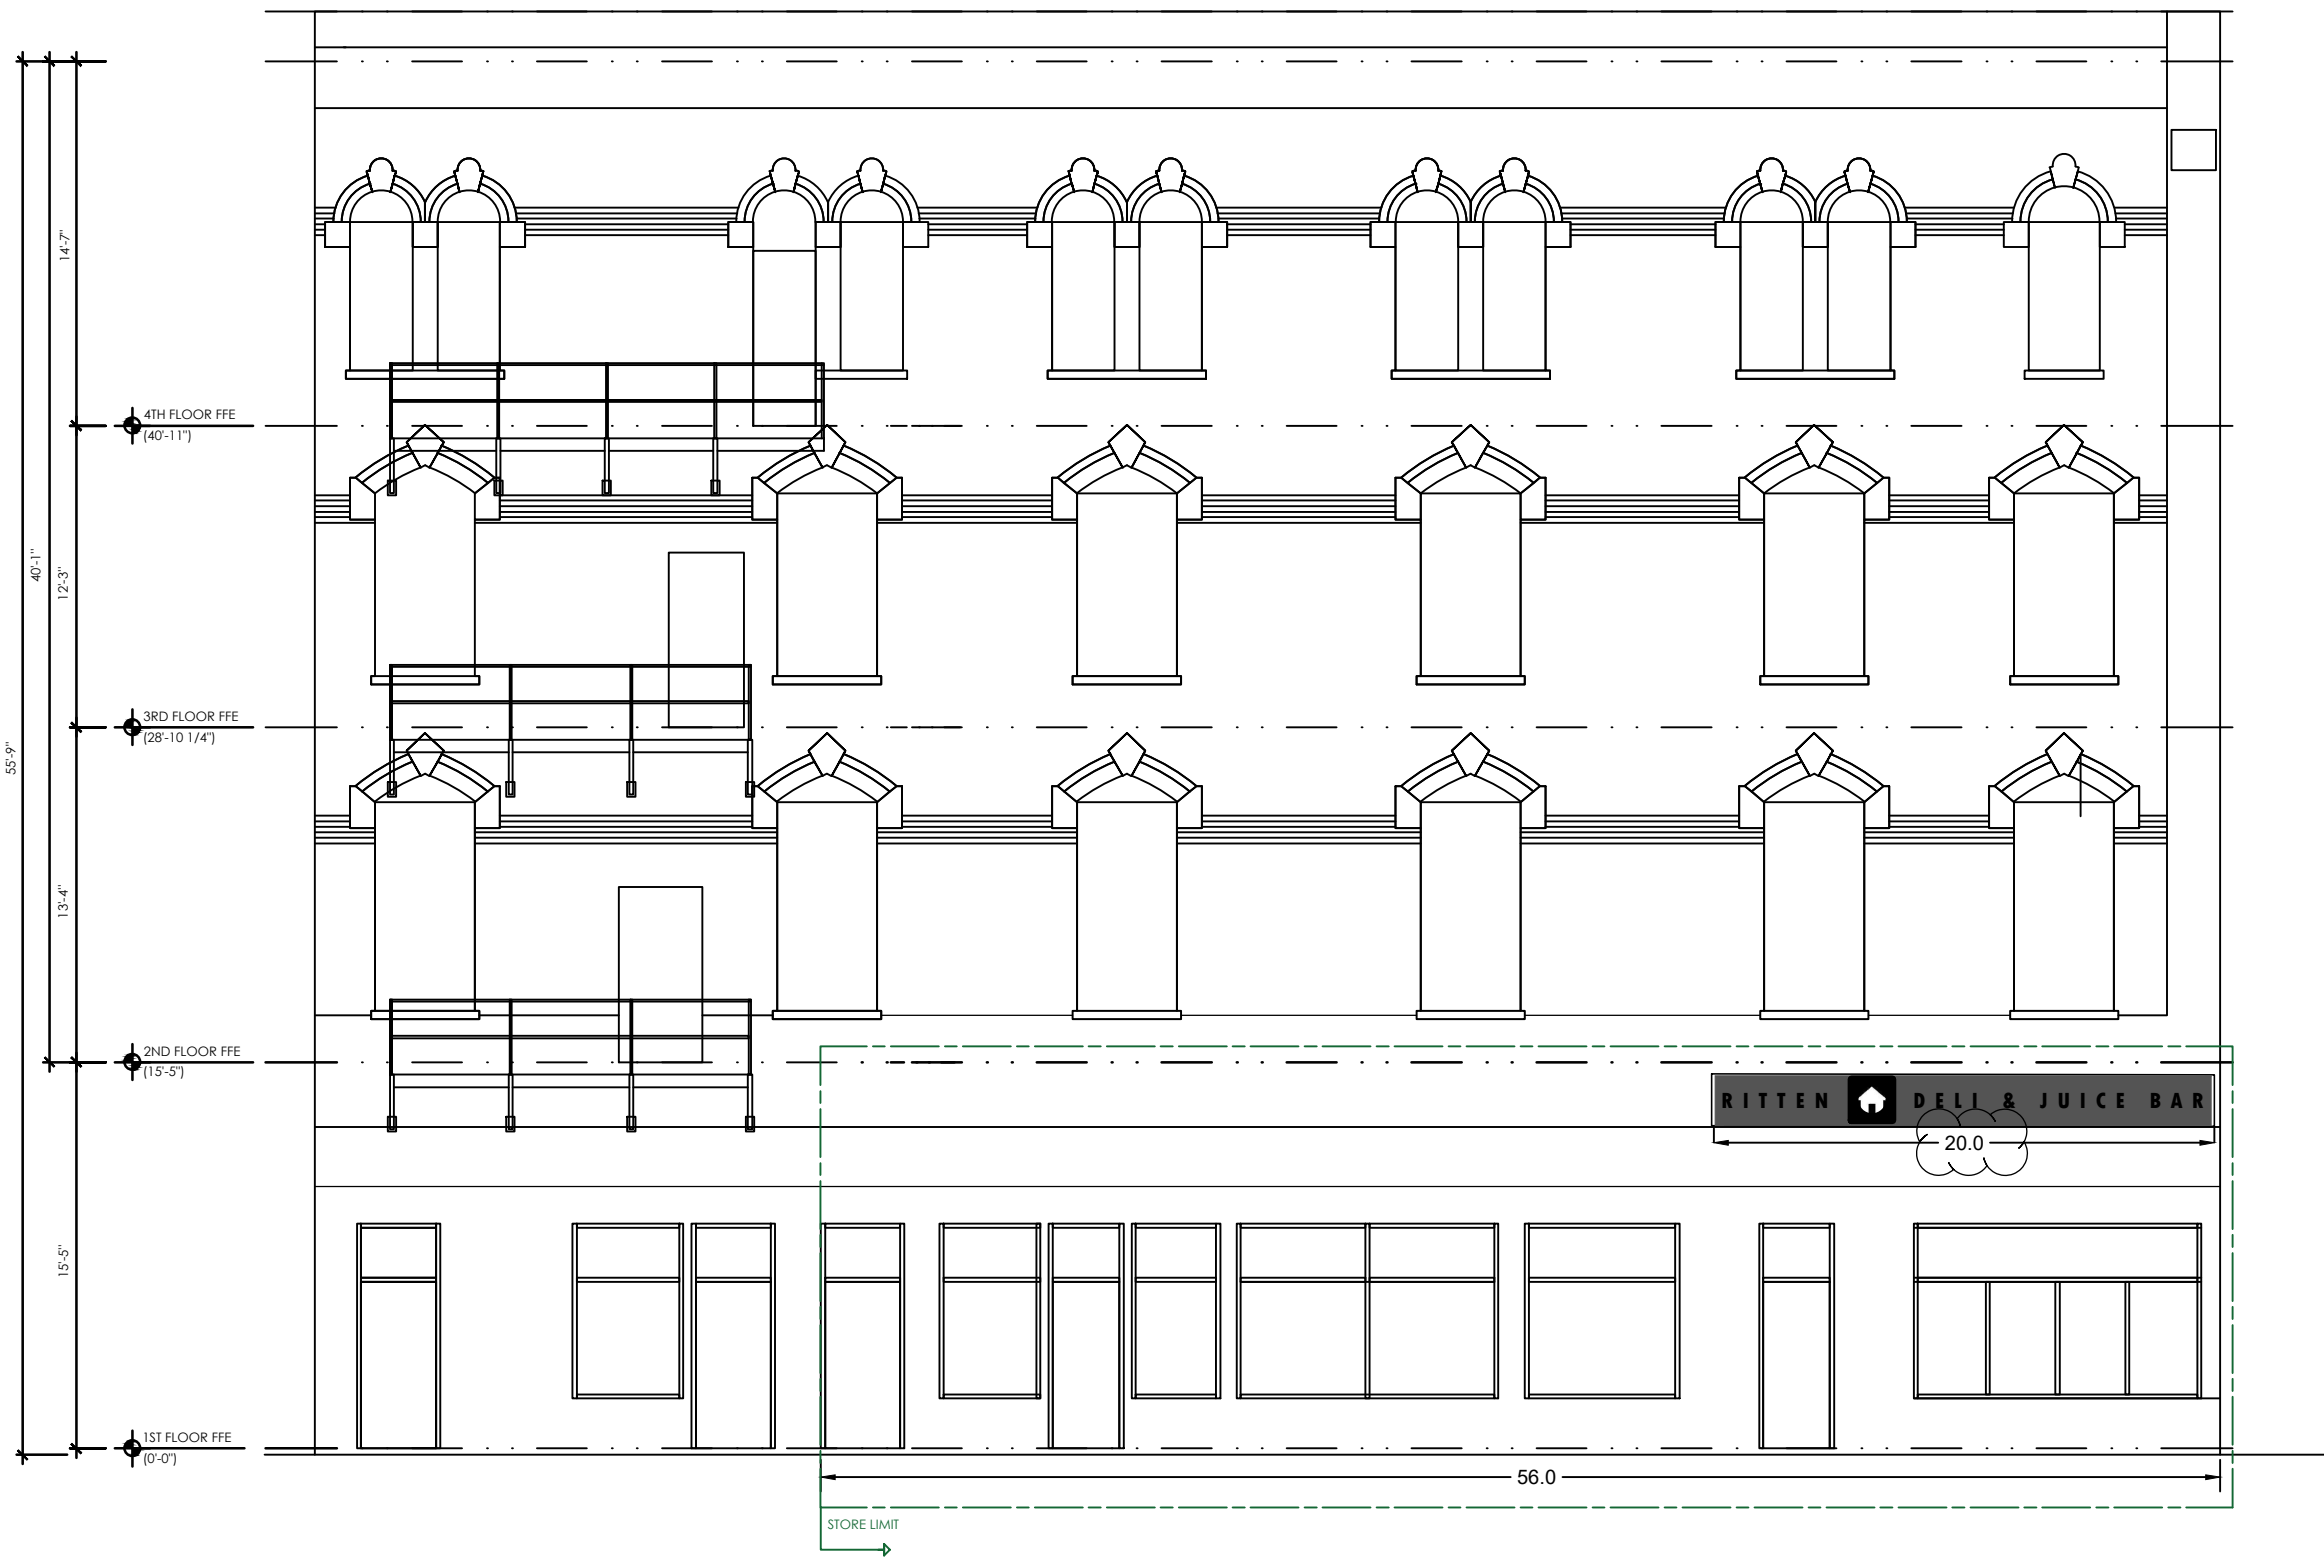 14'-7"
4TH FLOOR FFE
(40'-11")
40'-1"
12'-3"
3RD FLOOR FFE
(28'-10 1/4")
55'-9"
13'-4"
2ND FLOOR FFE
(15'-5")
RITTEN DELI & JUICE BAR
20.0
15'-5"
1ST FLOOR FFE
(0'-0")
56.0
STORE LIMIT